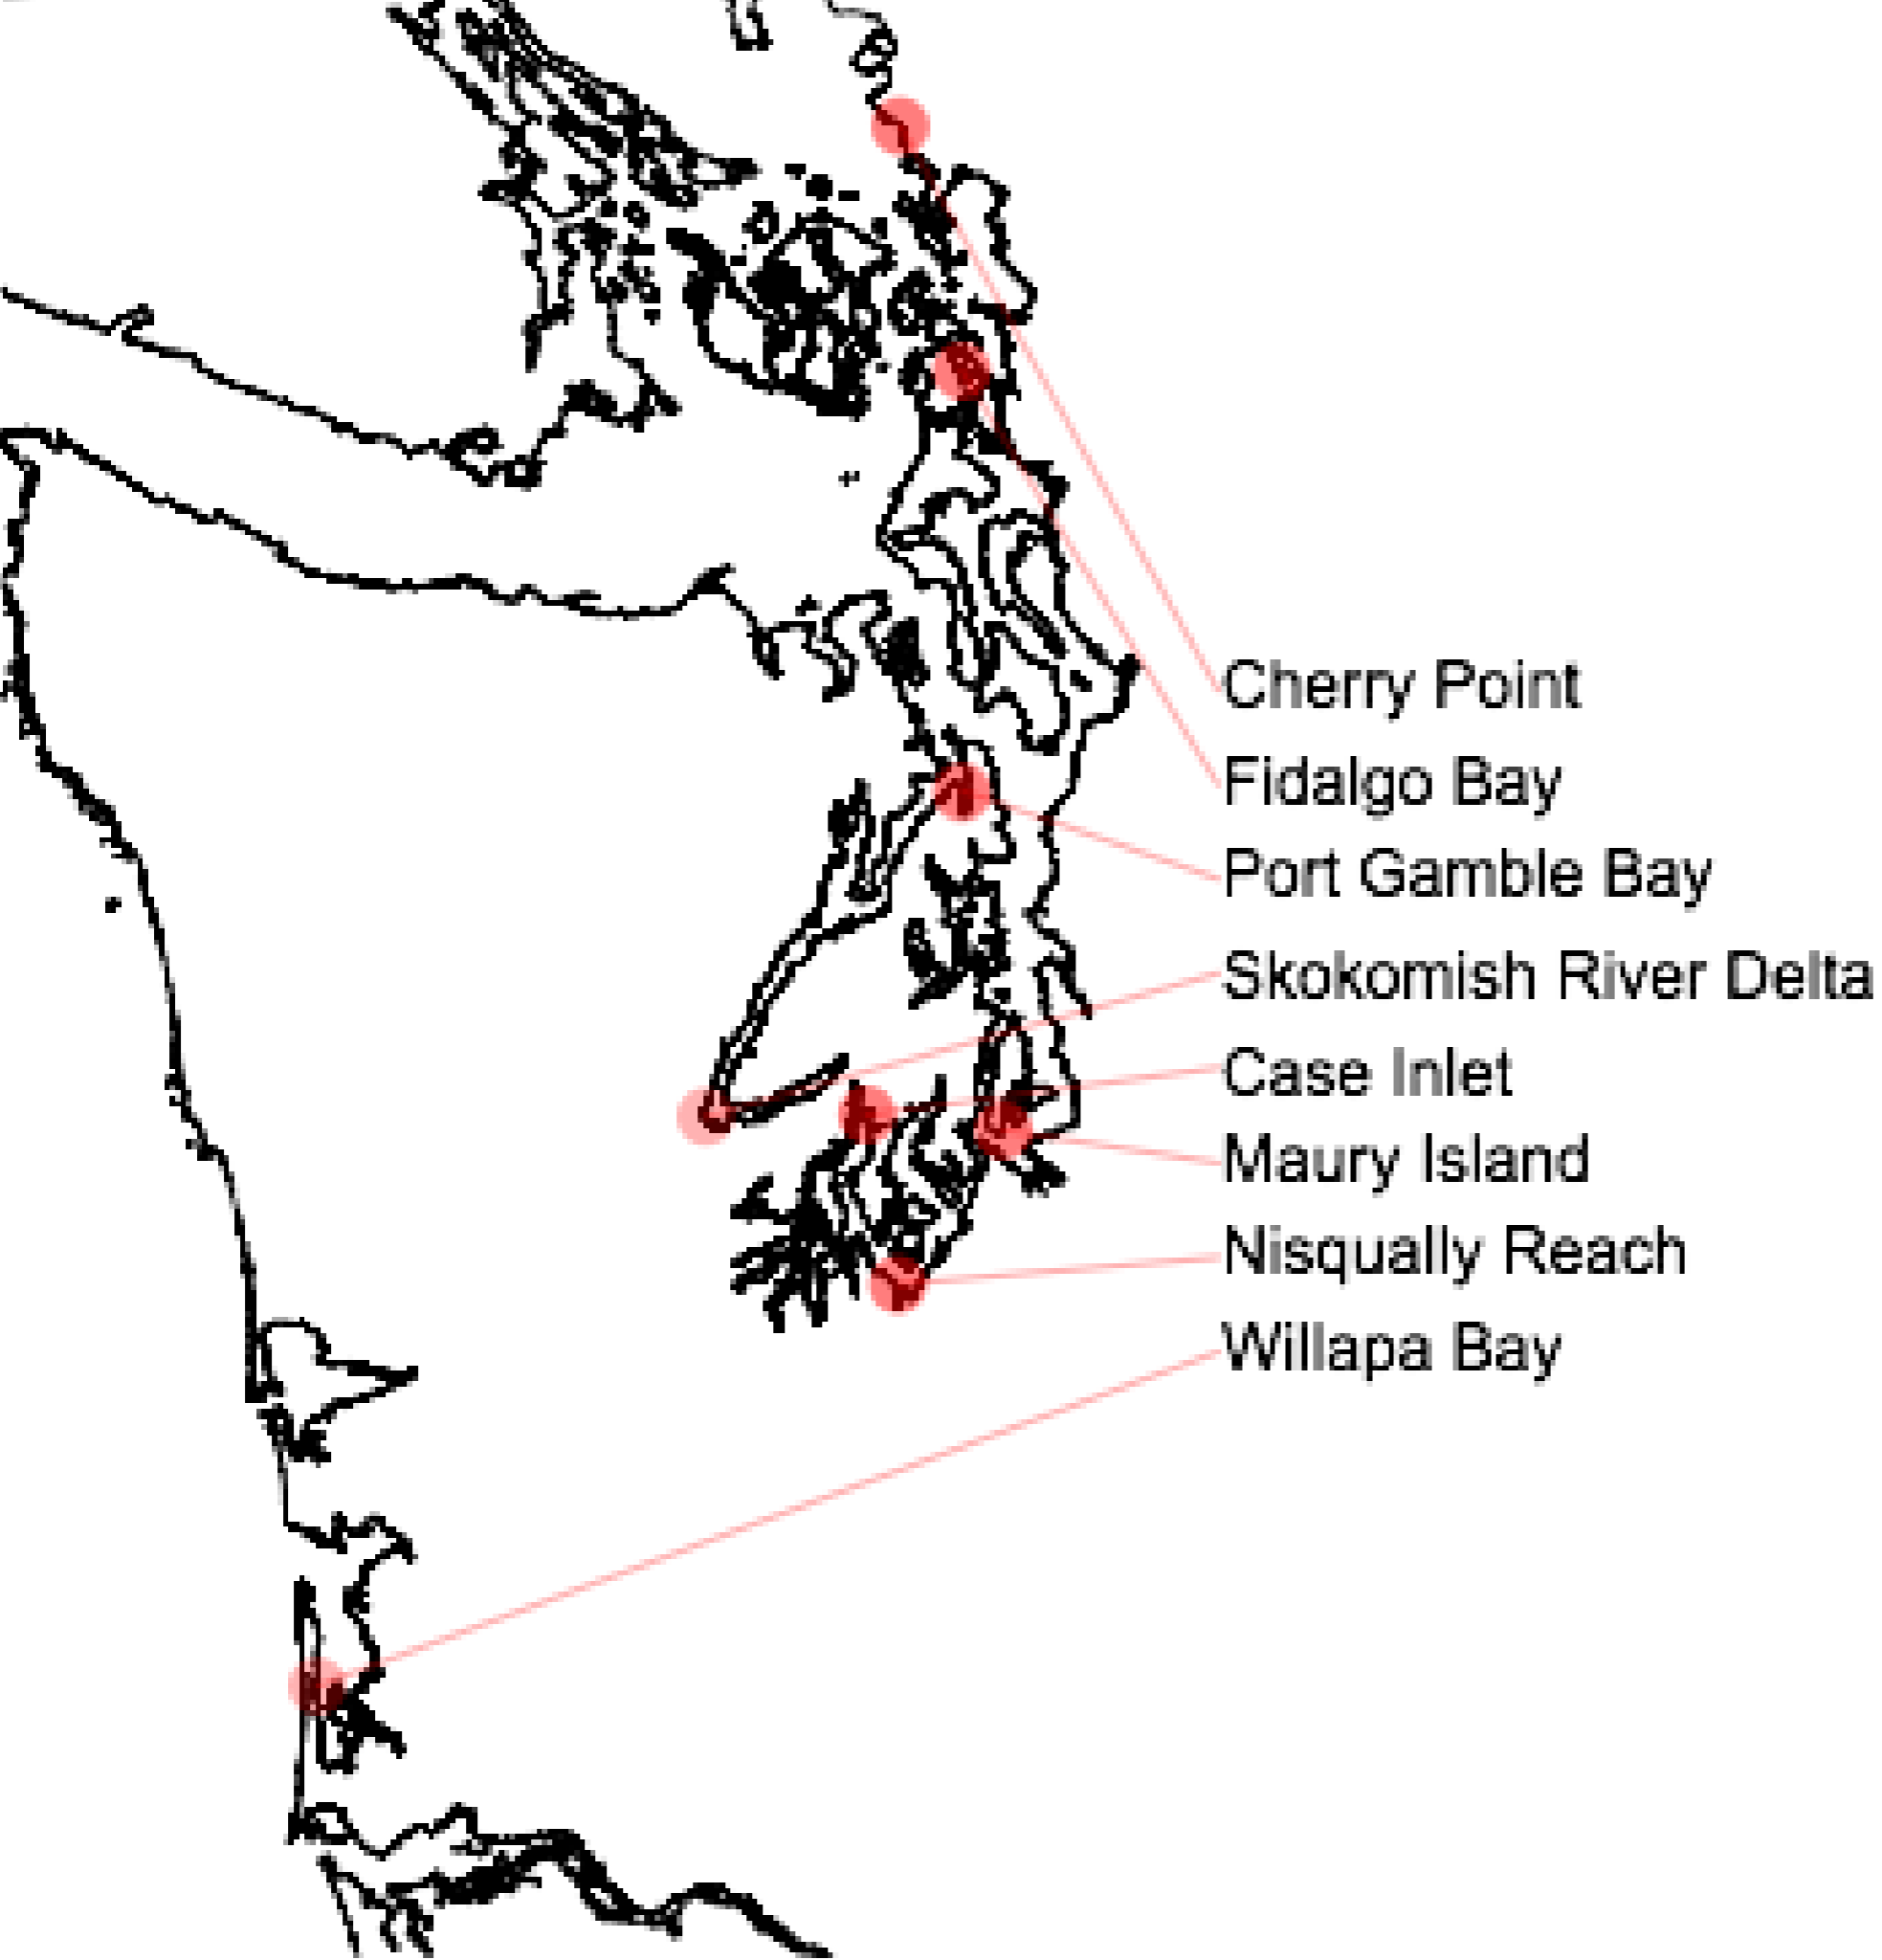 Cherry Point
Fidalgo Bay
Port Gamble Bay
Skokomish River Delta
Case Inlet
Maury Island
Nisqually Reach
Willapa Bay